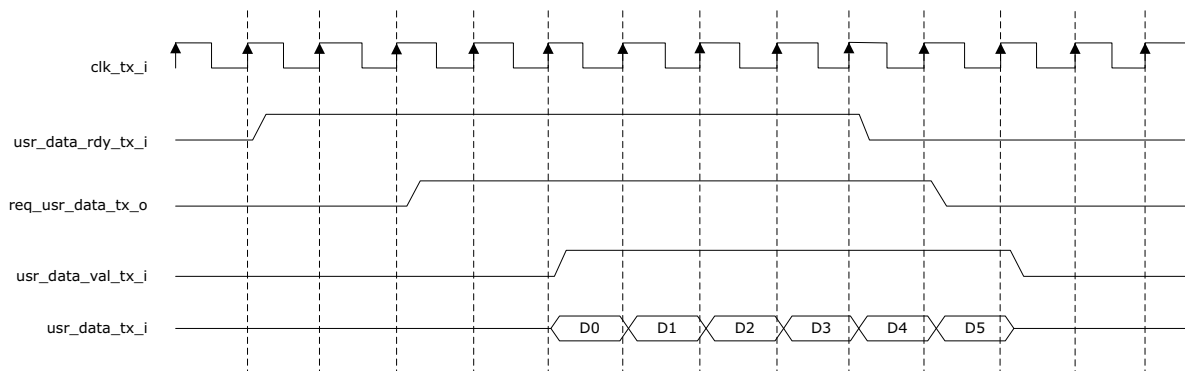 clk_tx_i
usr_data_rdy_tx_i
req_usr_data_tx_o
usr_data_val_tx_i
usr_data_tx_i D0 D1 D2 D3 D4 D5